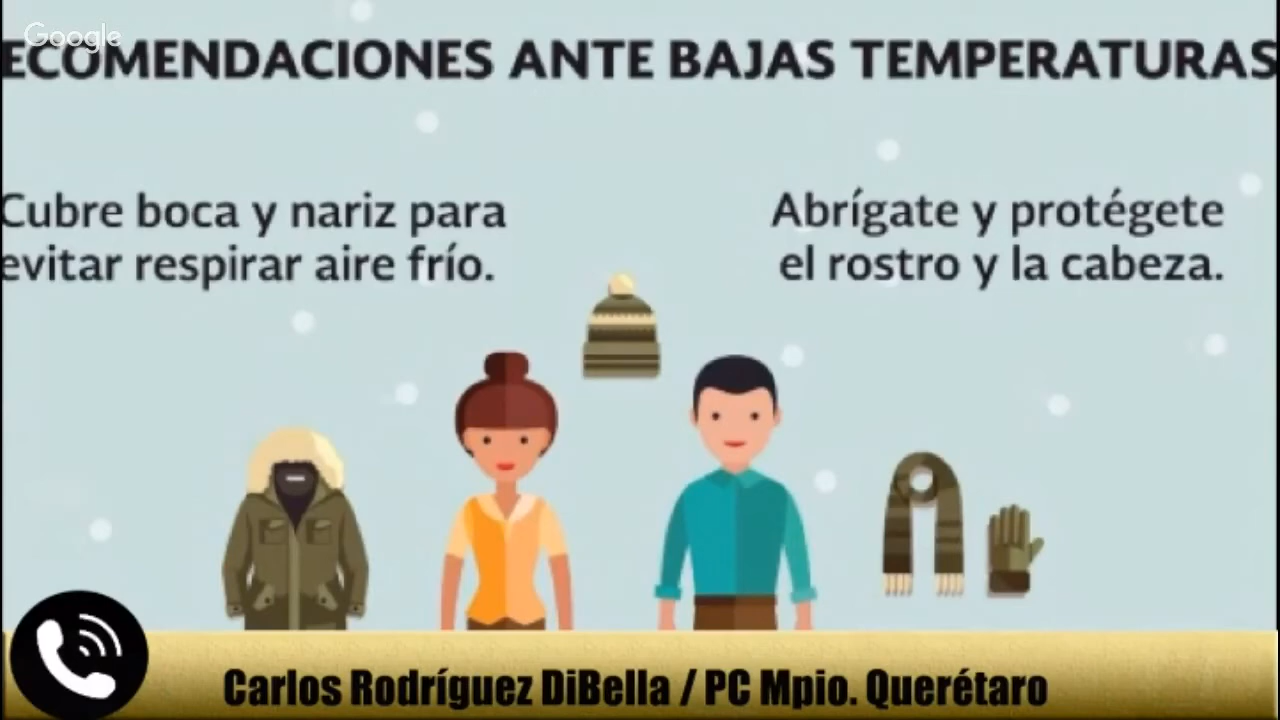 Google
ECOMENDACIONES ANTE BAJAS TEMPERATURAS
Cubre boca y nariz para
evitar respirar aire frío.
Abrígate y protégete
el rostro y la cabeza.
Carlos Rodríguez DiBella / PC Mpio. Querétaro